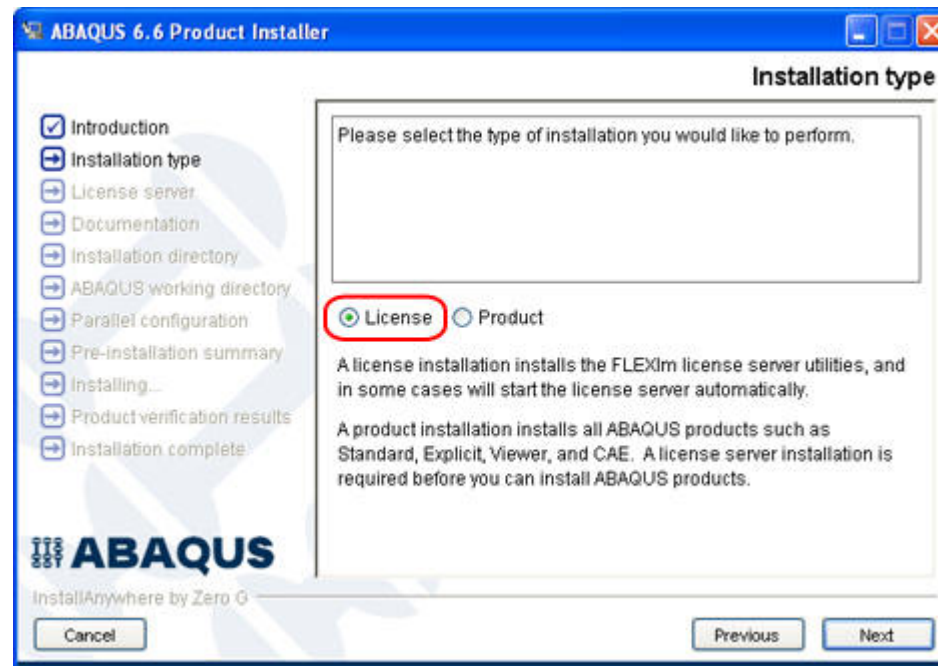 ABAQUS 6.6 Product Installer
Installation type
Introduction
Installation type
License server
Documentation
Installation directory
ABAQUS working directory
Parallel configuration
Pre-installation summary
Installing...
Product verification results
Installation complete
Please select the type of installation you would like to perform.
License Product
A license installation installs the FLEXlm license server utilities, and
in some cases will start the license server automatically.
A product installation installs all ABAQUS products such as
Standard, Explicit, Viewer, and CAE. A license server installation is
required before you can install ABAQUS products.
ABAQUS
InstallAnywhere by Zero G
Cancel Previous Next